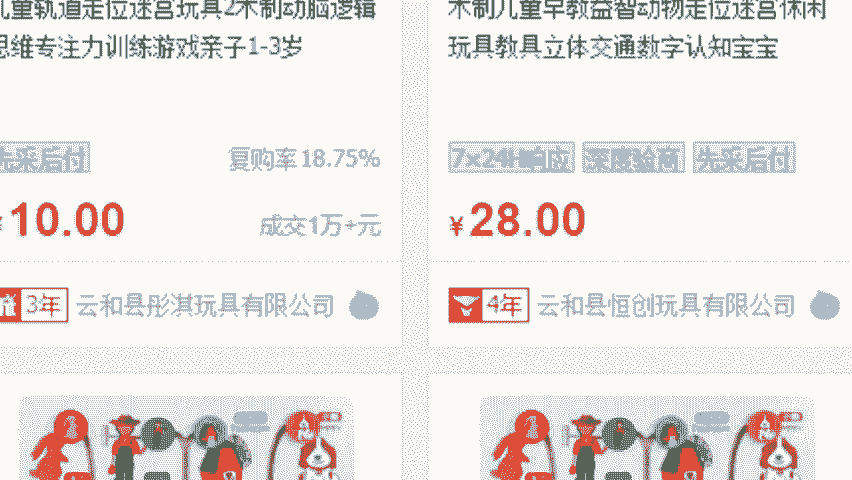 儿童轨道走位迷宫玩具2木制动脑逻辑
思维专注力训练游戏亲子1-3岁
先采后付
复购率18.75%
¥10.00
成交1万+元
3年 云和县彤淇玩具有限公司
木制儿童早教益智动物走迷宫休闲
玩具教具立体交通数字认知宝宝
7×24H响应 深度验商 先采后付
¥28.00
4年 云和县恒创玩具有限公司